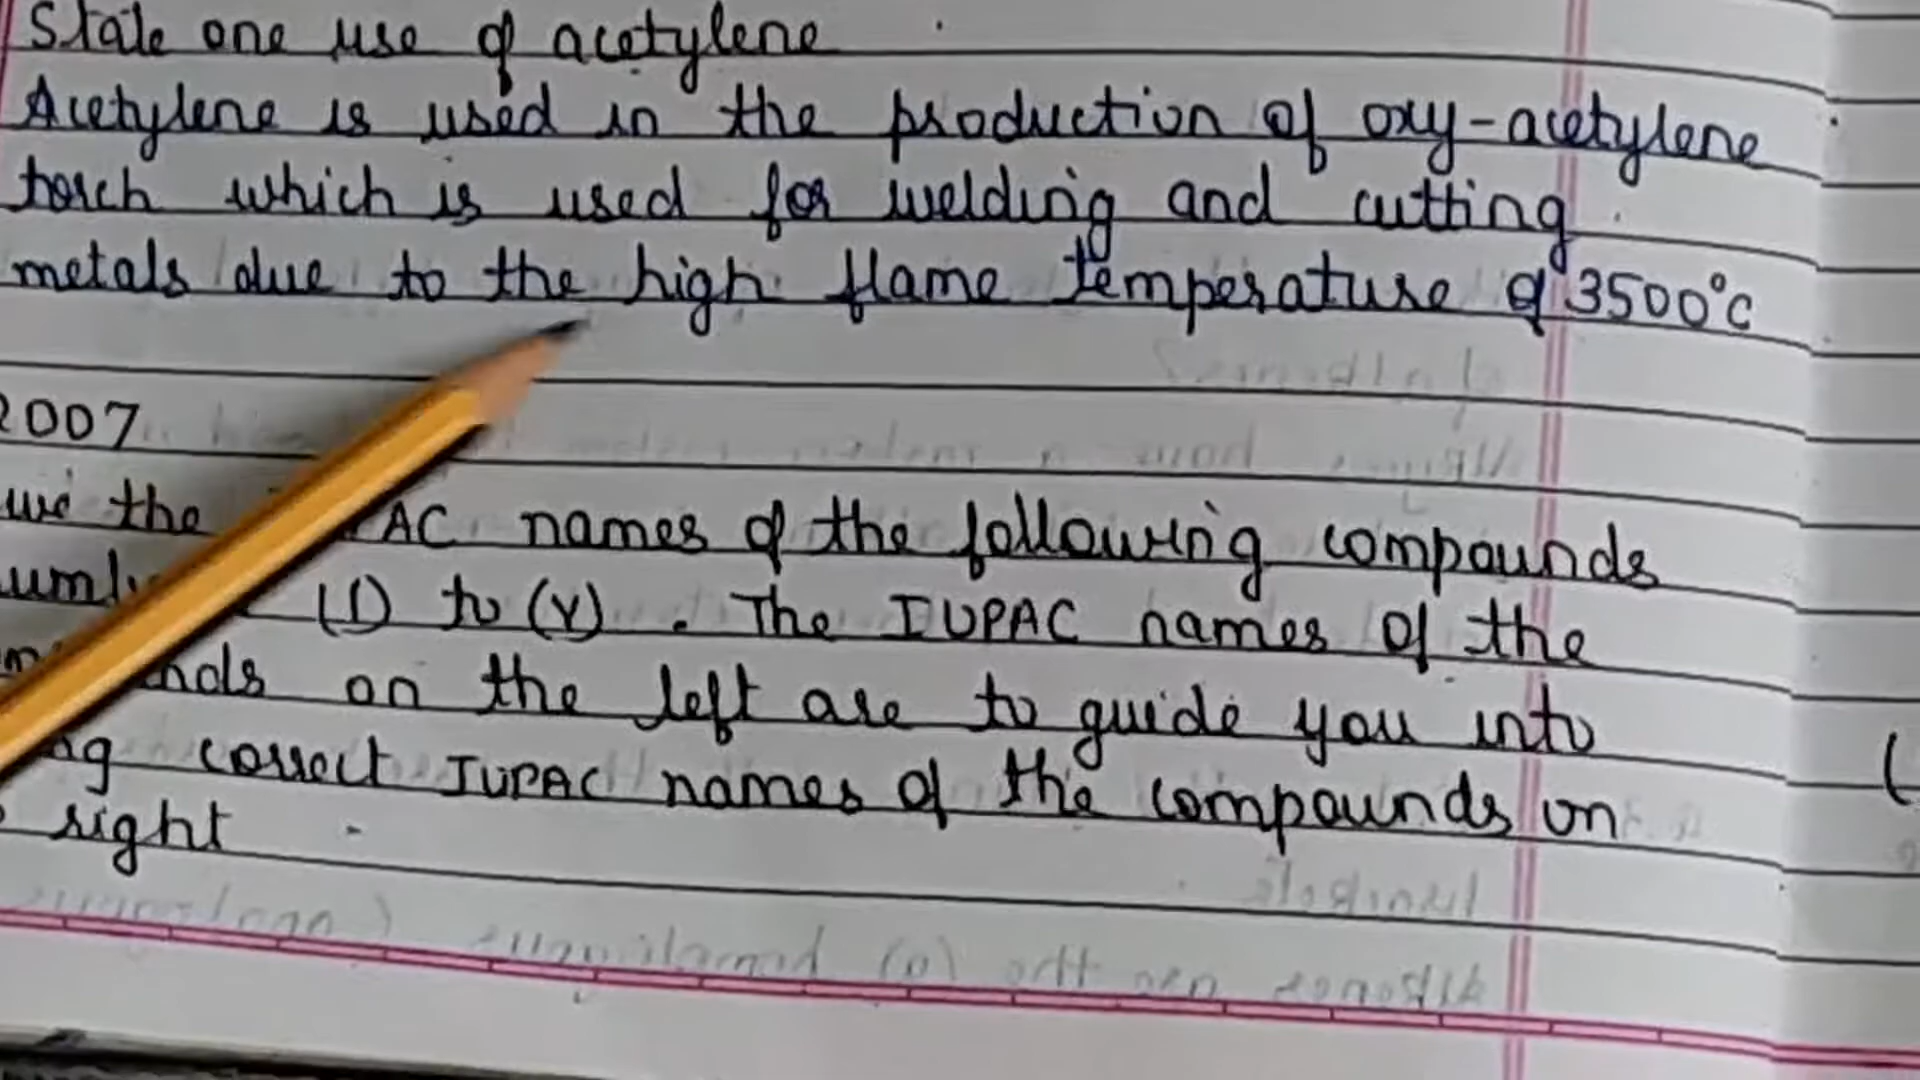 State one use of acetylene
Acetylene is used in the production of oxy-acetylene
torch which is used for welding and cutting
metals due to the high flame temperature of 3500°C
2007
the names of the following compounds
(I) to (V). The IUPAC names of the
on the left are to guide you into
correct IUPAC names of the compounds on
right